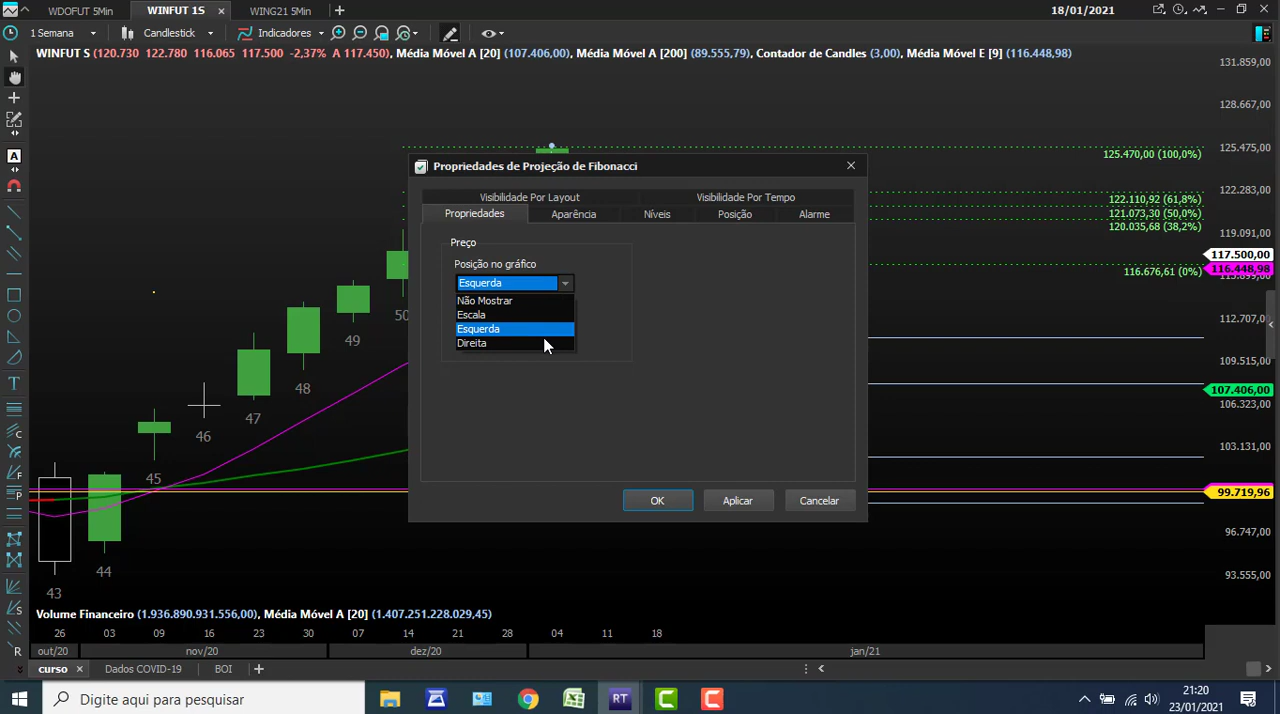 WDOFUT 5Min
WINFUT 1S
WING21 5Min
18/01/2021
1 Semana
Candlestick
Indicadores
WINFUT S (120.730 122.780 116.065 117.500 -2,37% A 117.450), Média Móvel A [20] (107.406,00), Média Móvel A [200] (89.555,79), Contador de Candles (3,00), Média Móvel E [9] (116.448,98)
131.859,00
128.667,00
125.475,00
122.283,00
119.091,00
117.500,00
116.448,98
115.899,00
112.707,00
109.515,00
107.406,00
106.323,00
103.131,00
99.719,96
96.747,00
93.555,00
125.470,00 (100,0%)
122.110,92 (61,8%)
121.073,30 (50,0%)
120.035,68 (38,2%)
116.676,61 (0%)
Propriedades de Projeção de Fibonacci
Visibilidade Por Layout
Visibilidade Por Tempo
Propriedades
Aparência
Níveis
Posição
Alarme
Preço
Posição no gráfico
Esquerda
Não Mostrar
Escala
Esquerda
Direita
OK
Aplicar
Cancelar
50
49
48
47
46
45
44
43
Volume Financeiro (1.936.890.931.556,00), Média Móvel A [20] (1.407.251.228.029,45)
26 03 09 16 23 30 07 14 21 28 04 11 18
out/20 nov/20 dez/20 jan/21
curso
Dados COVID-19
BOI
Digite aqui para pesquisar
RT
21:20
23/01/2021